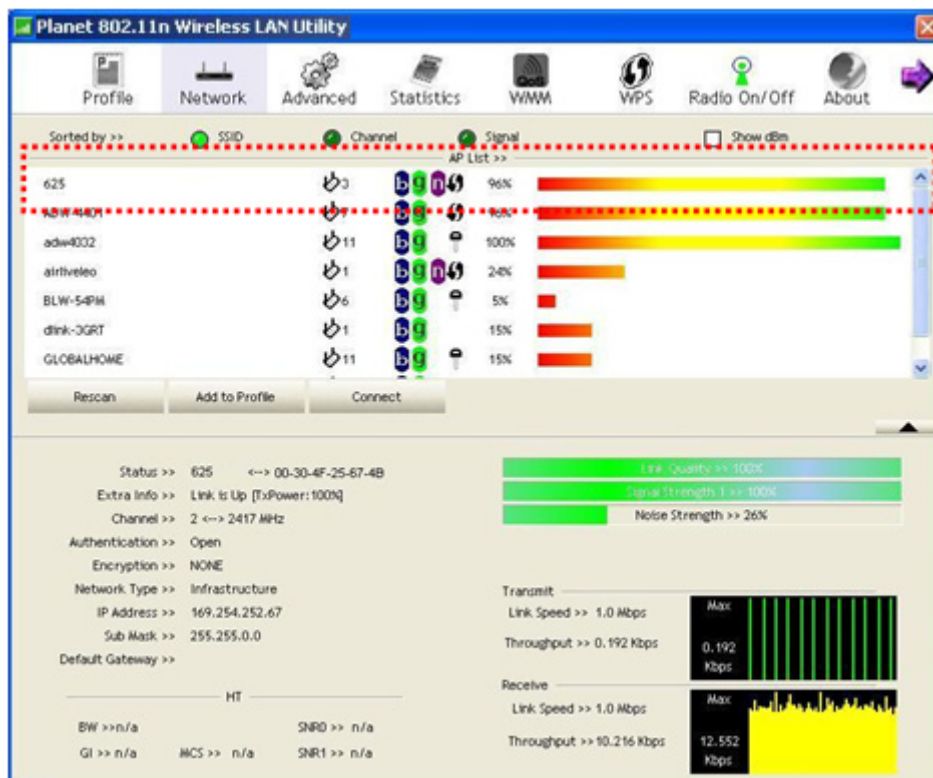 Planet 802.11n Wireless LAN Utility
Profile Network Advanced Statistics WMM QoS WPS Radio On/Off About
Sorted by >> SSID Channel Signal Show dBm
AP List >>
625 3 b g n 96%
b g
adw4032 11 b g 100%
airliveleo 1 b g n 24%
BLW-54PM 6 b g 5%
dlink-3GRT 1 b g 15%
GLOBALHOME 11 b g 15%
Rescan Add to Profile Connect
Status >> 625 <--> 00-30-4F-25-67-4B
Extra Info >> Link is Up [TxPower:100%]
Channel >> 2 <--> 2417 MHz
Authentication >> Open
Encryption >> NONE
Network Type >> Infrastructure
IP Address >> 169.254.252.67
Sub Mask >> 255.255.0.0
Default Gateway >>
HT
BW >>n/a SNR0 >> n/a
GI >> n/a MCS >> n/a SNR1 >> n/a
Link Quality >> 100%
Signal Strength 1 >> 100%
Noise Strength >> 26%
Transmit
Link Speed >> 1.0 Mbps
Throughput >> 0.192 Kbps
Max
0.192
Kbps
Receive
Link Speed >> 1.0 Mbps
Throughput >> 10.216 Kbps
Max
12.552
Kbps